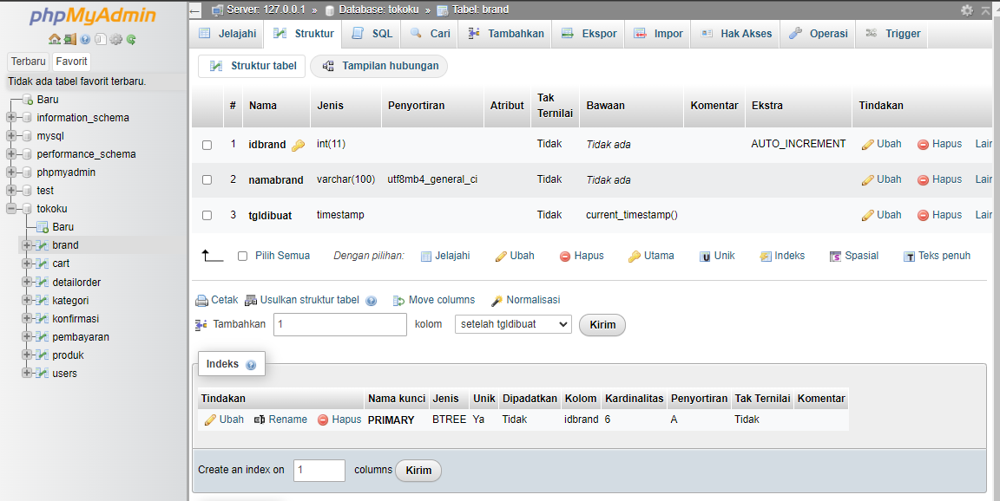 phpMyAdmin
Terbaru Favorit
Tidak ada tabel favorit terbaru.
Baru
information_schema
mysql
performance_schema
phpmyadmin
test
tokoku
Baru
brand
cart
detailorder
kategori
konfirmasi
pembayaran
produk
users
Server: 127.0.0.1 » Database: tokoku » Tabel: brand
Jelajahi Struktur SQL Cari Tambahkan Ekspor Impor Hak Akses Operasi Trigger
Struktur tabel Tampilan hubungan
# Nama Jenis Penyortiran Atribut Tak Ternilai Bawaan Komentar Ekstra Tindakan
1 idbrand int(11) Tidak Tidak ada AUTO_INCREMENT Ubah Hapus Lair
2 namabrand varchar(100) utf8mb4_general_ci Tidak Tidak ada Ubah Hapus Lair
3 tgldibuat timestamp Tidak current_timestamp() Ubah Hapus Lair
Pilih Semua Dengan pilihan: Jelajahi Ubah Hapus Utama Unik Indeks Spasial Teks penuh
Cetak Usulkan struktur tabel Move columns Normalisasi
Tambahkan 1 kolom setelah tgldibuat Kirim
Indeks
Tindakan Nama kunci Jenis Unik Dipadatkan Kolom Kardinalitas Penyortiran Tak Ternilai Komentar
Ubah Rename Hapus PRIMARY BTREE Ya Tidak idbrand 6 A Tidak
Create an index on 1 columns Kirim